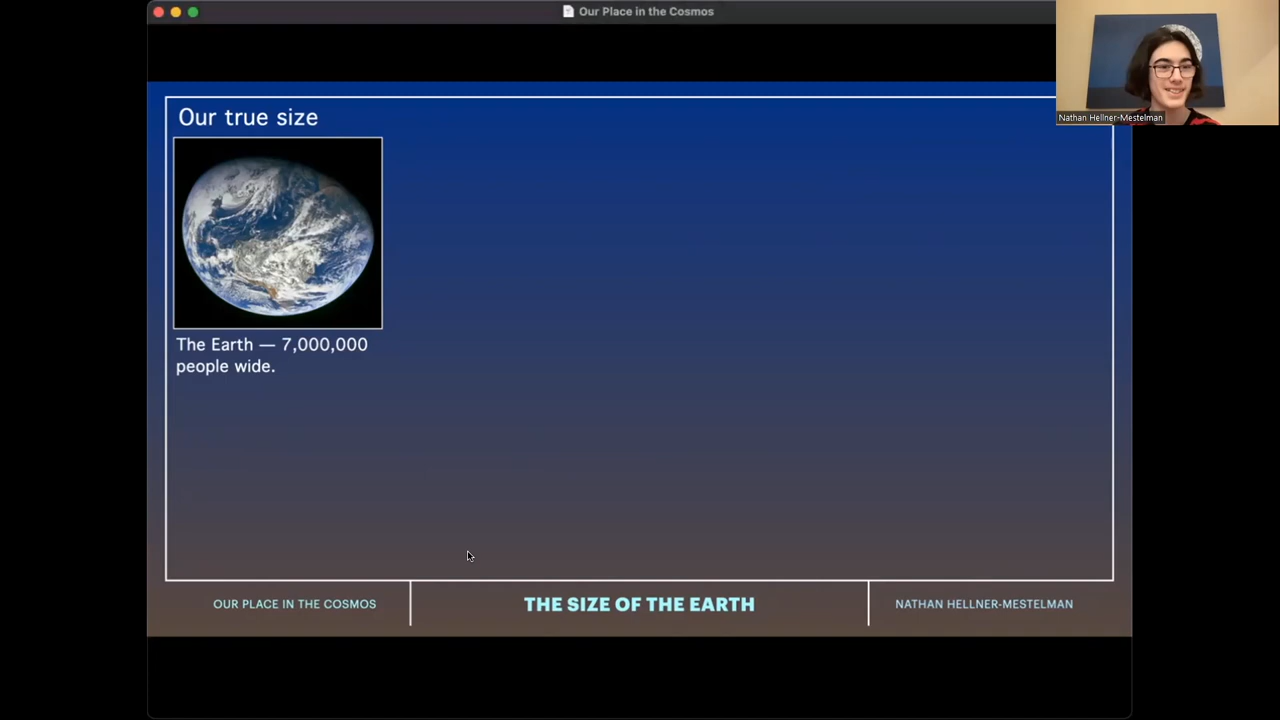 Our Place in the Cosmos
Nathan Hellner-Mestelman
Our true size
The Earth — 7,000,000
people wide.
OUR PLACE IN THE COSMOS
THE SIZE OF THE EARTH
NATHAN HELLNER-MESTELMAN